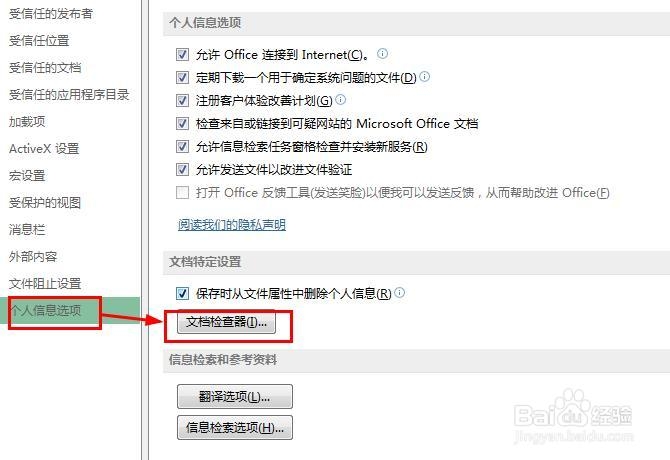 受信任的发布者
受信任位置
受信任的文档
受信任的应用程序目录
加载项
ActiveX 设置
宏设置
受保护的视图
消息栏
外部内容
文件阻止设置
个人信息选项
个人信息选项
允许 Office 连接到 Internet(C)。
定期下载一个用于确定系统问题的文件(D)
注册客户体验改善计划(G)
检查来自或链接到可疑网站的 Microsoft Office 文档
允许信息检索任务窗格检查并安装新服务(R)
允许发送文件以改进文件验证
打开 Office 反馈工具(发送笑脸)以便我可以发送反馈，从而帮助改进 Office(F)
阅读我们的隐私声明
文档特定设置
保存时从文件属性中删除个人信息(R)
文档检查器(I)...
信息检索和参考资料
翻译选项(L)...
信息检索选项(H)...
Bai du 经验
jingyan.baidu.com